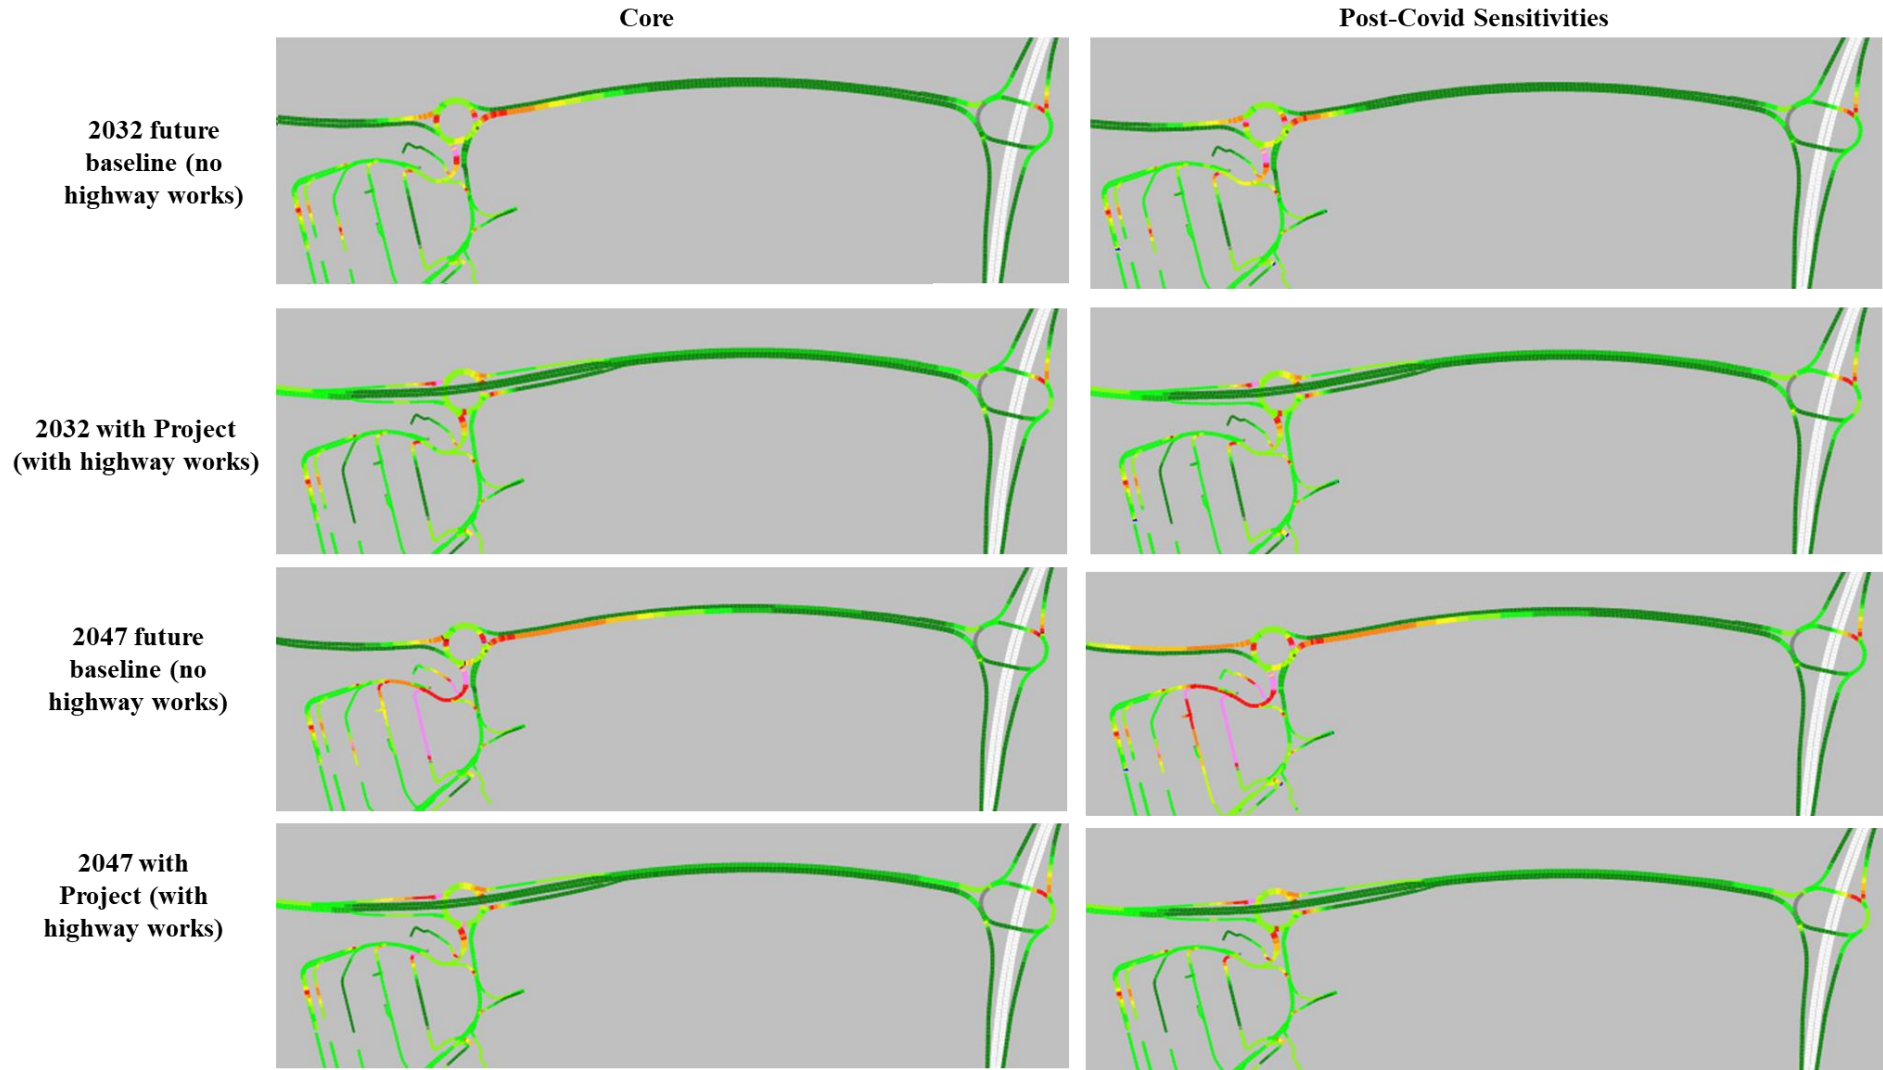 Core
Post-Covid Sensitivities
2032 future
baseline (no
highway works)
2032 with Project
(with highway works)
2047 future
baseline (no
highway works)
2047 with
Project (with
highway works)